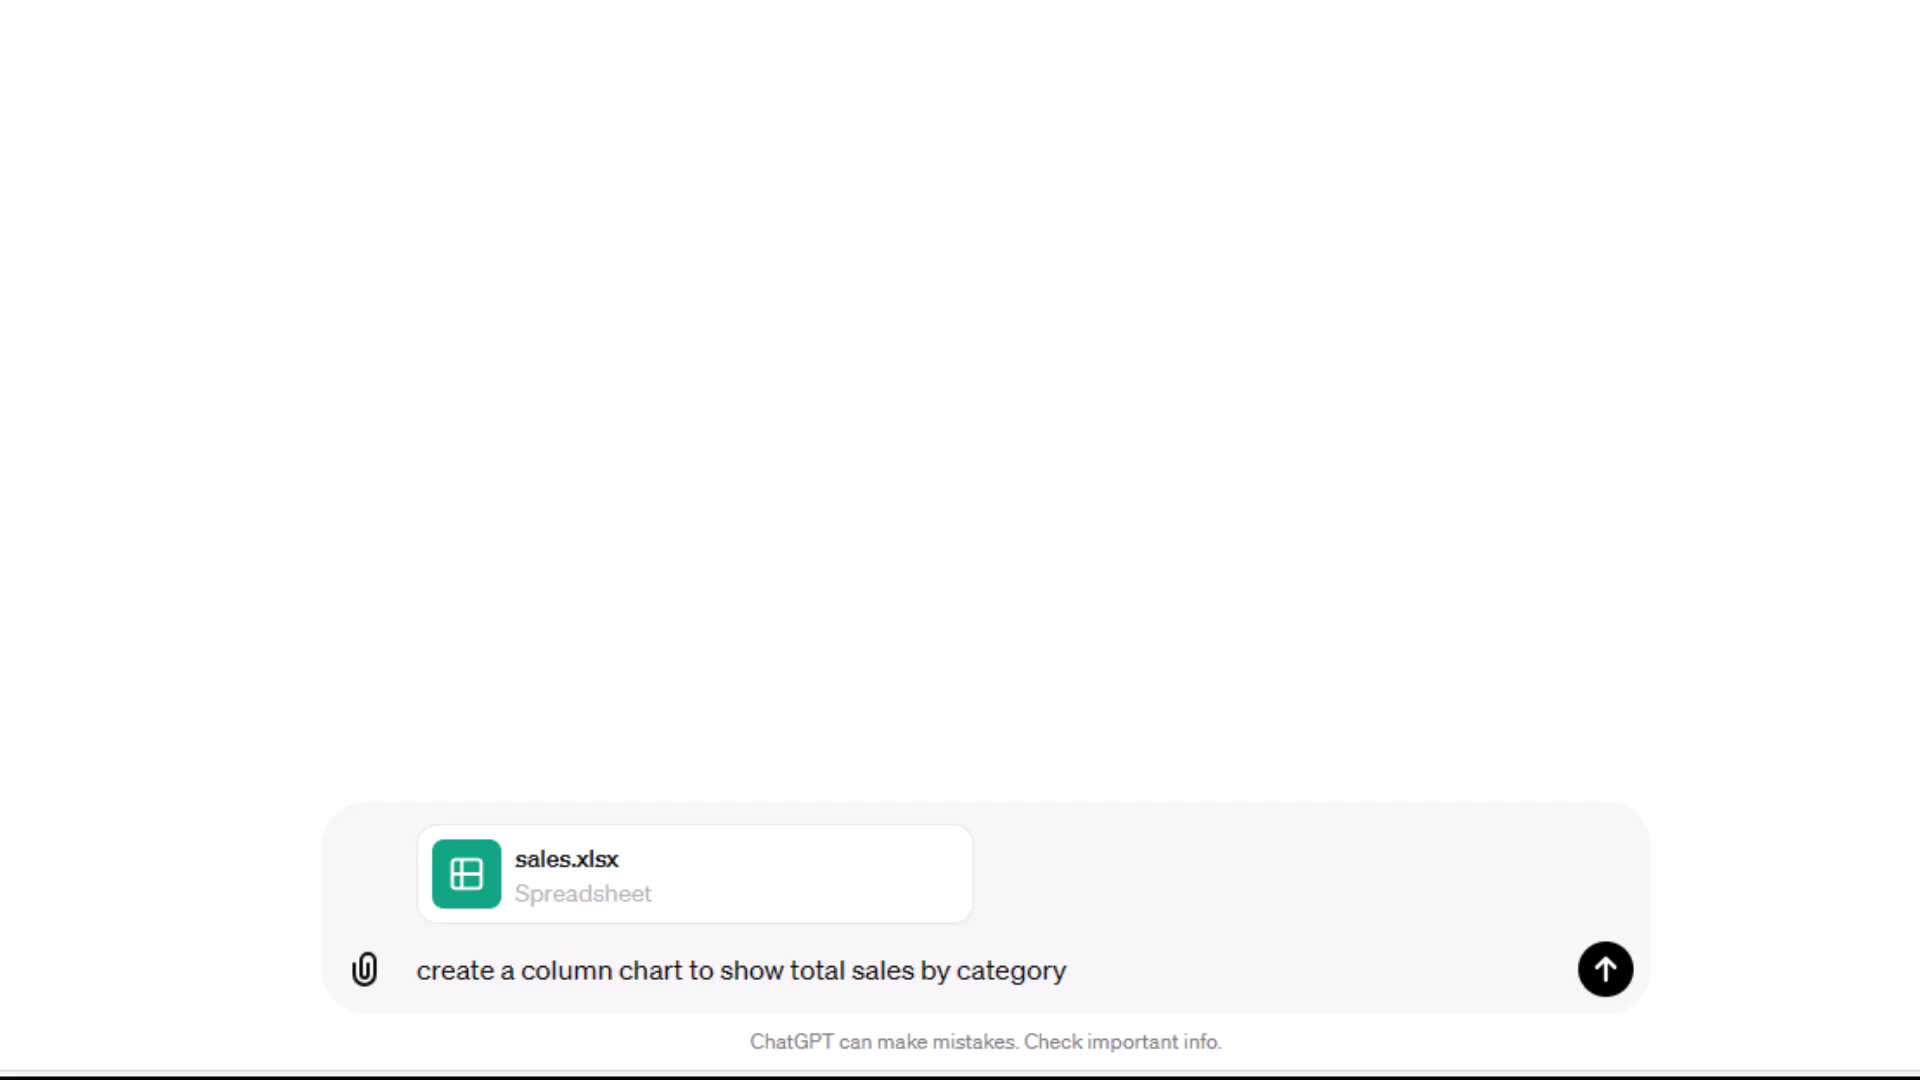 sales.xlsx
Spreadsheet
create a column chart to show total sales by category
ChatGPT can make mistakes. Check important info.